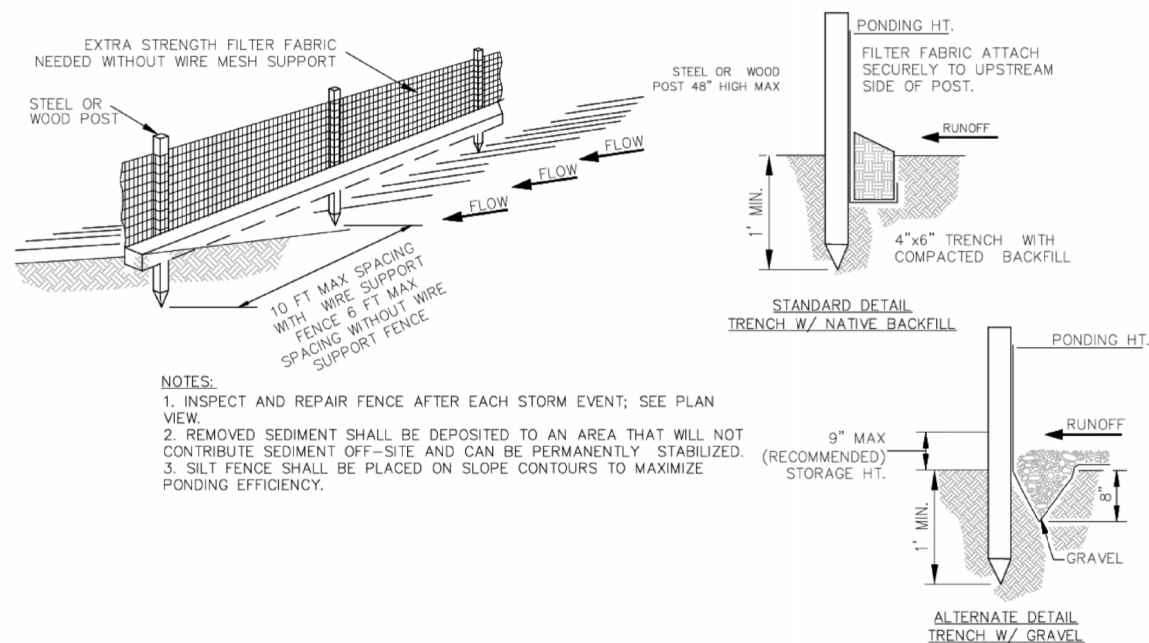 EXTRA STRENGTH FILTER FABRIC
NEEDED WITHOUT WIRE MESH SUPPORT
STEEL OR
WOOD POST
FLOW
FLOW
FLOW
10 FT MAX SPACING
WITH WIRE SUPPORT
FENCE 6 FT MAX
SPACING WITHOUT WIRE
SUPPORT FENCE
NOTES:
1. INSPECT AND REPAIR FENCE AFTER EACH STORM EVENT; SEE PLAN
VIEW.
2. REMOVED SEDIMENT SHALL BE DEPOSITED TO AN AREA THAT WILL NOT
CONTRIBUTE SEDIMENT OFF-SITE AND CAN BE PERMANENTLY STABILIZED.
3. SILT FENCE SHALL BE PLACED ON SLOPE CONTOURS TO MAXIMIZE
PONDING EFFICIENCY.
PONDING HT.
FILTER FABRIC ATTACH
SECURELY TO UPSTREAM
SIDE OF POST.
STEEL OR WOOD
POST 48" HIGH MAX
RUNOFF
1' MIN.
4"x6" TRENCH WITH
COMPACTED BACKFILL
STANDARD DETAIL
TRENCH W/ NATIVE BACKFILL
PONDING HT.
RUNOFF
9" MAX
(RECOMMENDED)
STORAGE HT.
8"
1' MIN.
GRAVEL
ALTERNATE DETAIL
TRENCH W/ GRAVEL